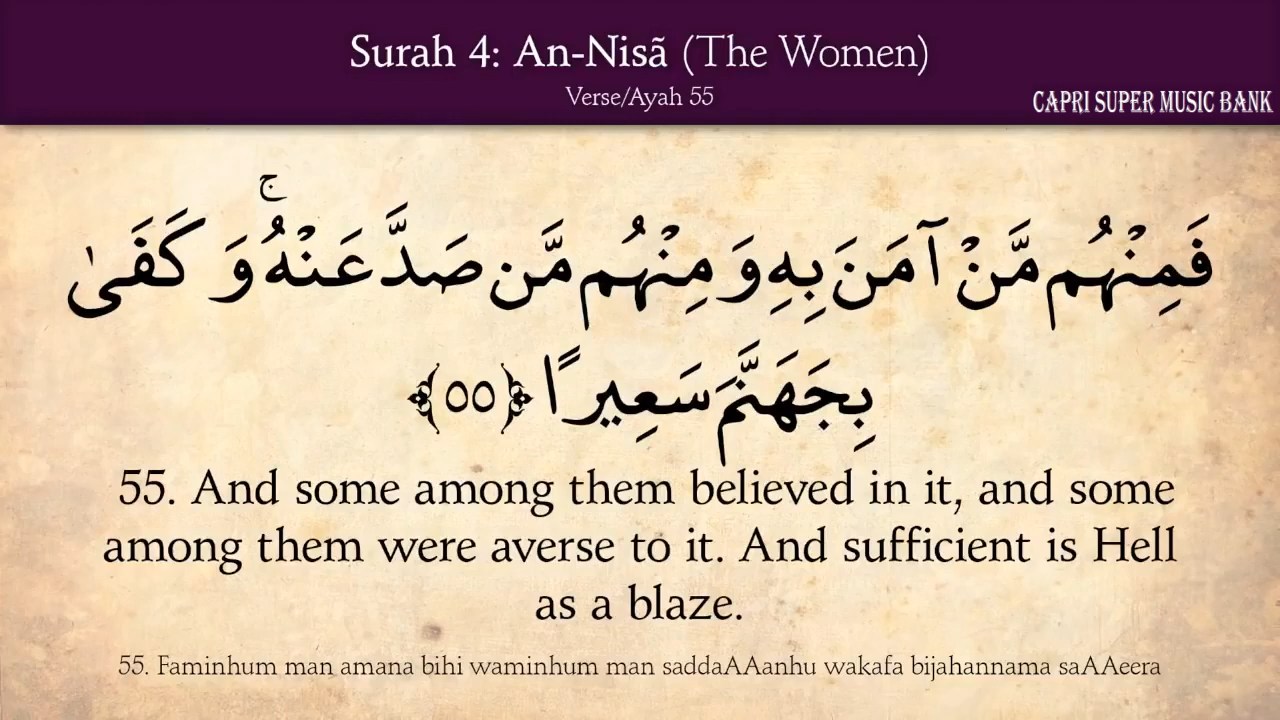 Surah 4: An-Nisã (The Women)
Verse/Ayah 55
CAPRI SUPER MUSIC BANK
فَمِنْهُم مَّنْ آمَنَ بِهِ وَمِنْهُم مَّن صَدَّ عَنْهُ ۚ وَكَفَىٰ
بِجَهَنَّمَ سَعِيرًا ﴿٥٥﴾
55. And some among them believed in it, and some
among them were averse to it. And sufficient is Hell
as a blaze.
55. Faminhum man amana bihi waminhum man saddaAAanhu wakafa bijahannama saAAeera